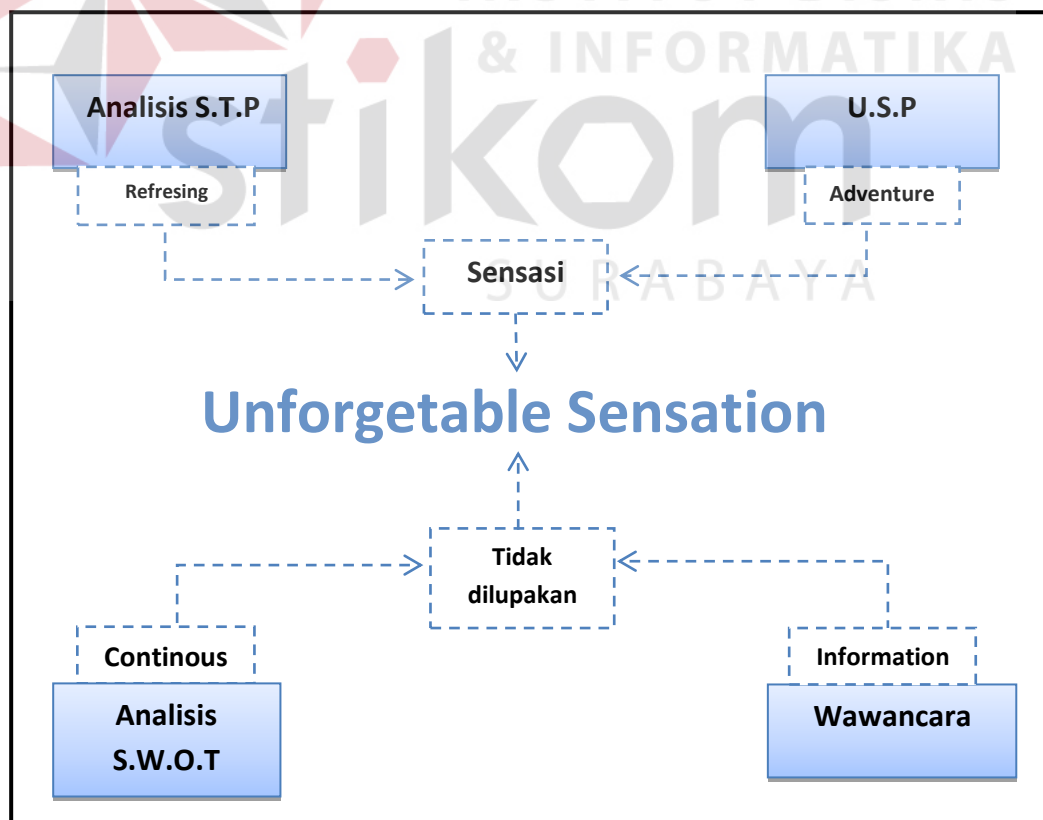 & INFORMATIKA
Analisis S.T.P
U.S.P
stikom
Refresing
Adventure
Sensasi
SURABAYA
Unforgetable Sensation
Tidak
dilupakan
Continous
Information
Analisis
S.W.O.T
Wawancara